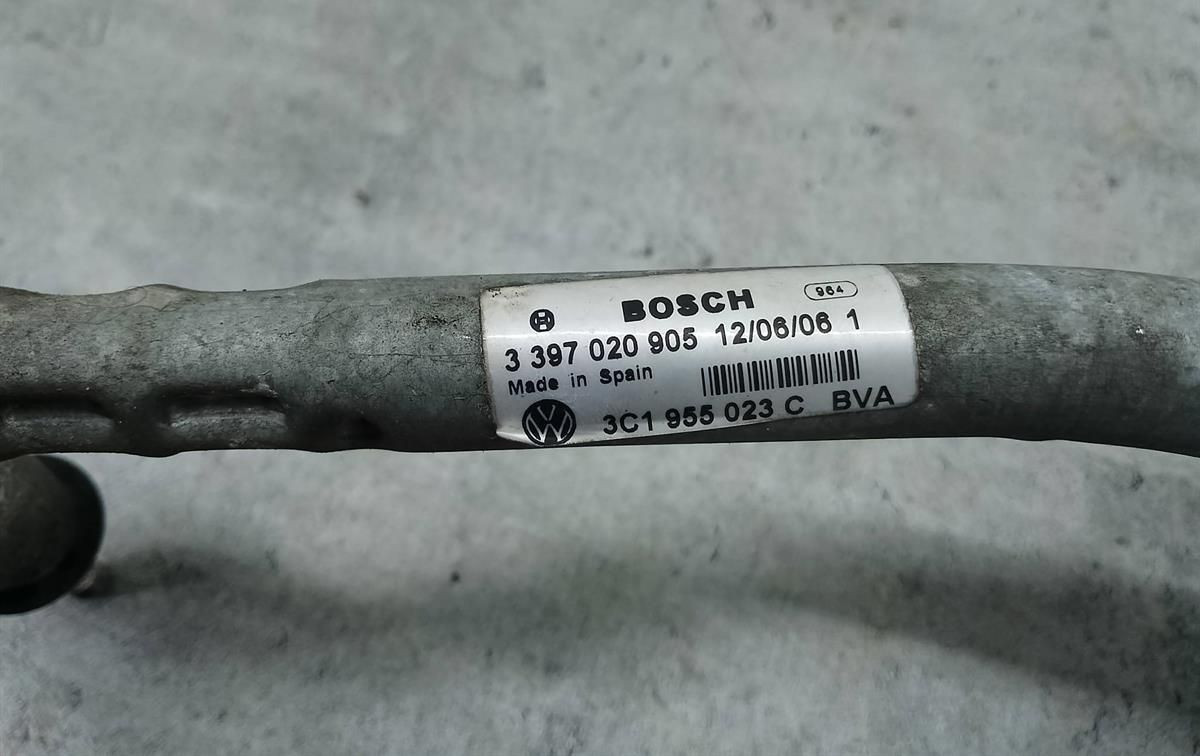 BOSCH 964
3 397 020 905 12/06/06 1
Made in Spain
3C1 955 023 C BVA